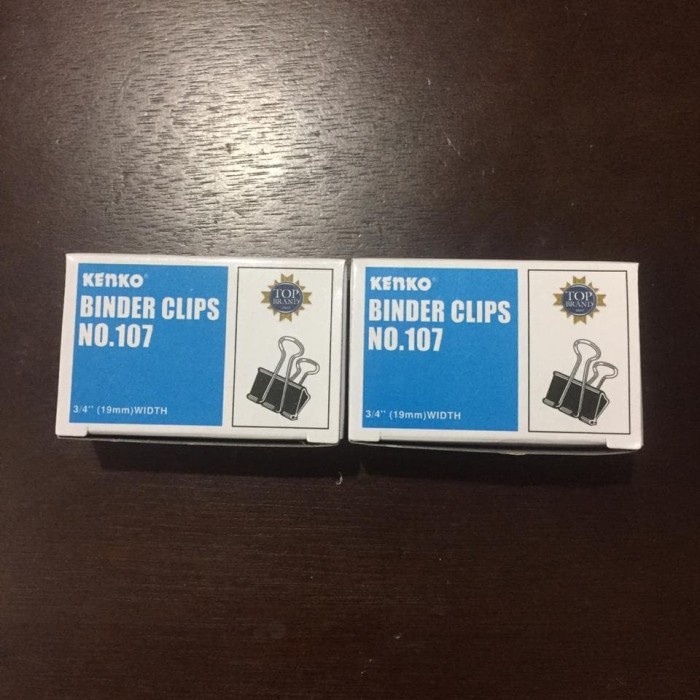 KENKO®
BINDER CLIPS
NO.107
3/4" (19mm)WIDTH
TOP
BRAND
KENKO®
BINDER CLIPS
NO.107
3/4" (19mm)WIDTH
TOP
BRAND